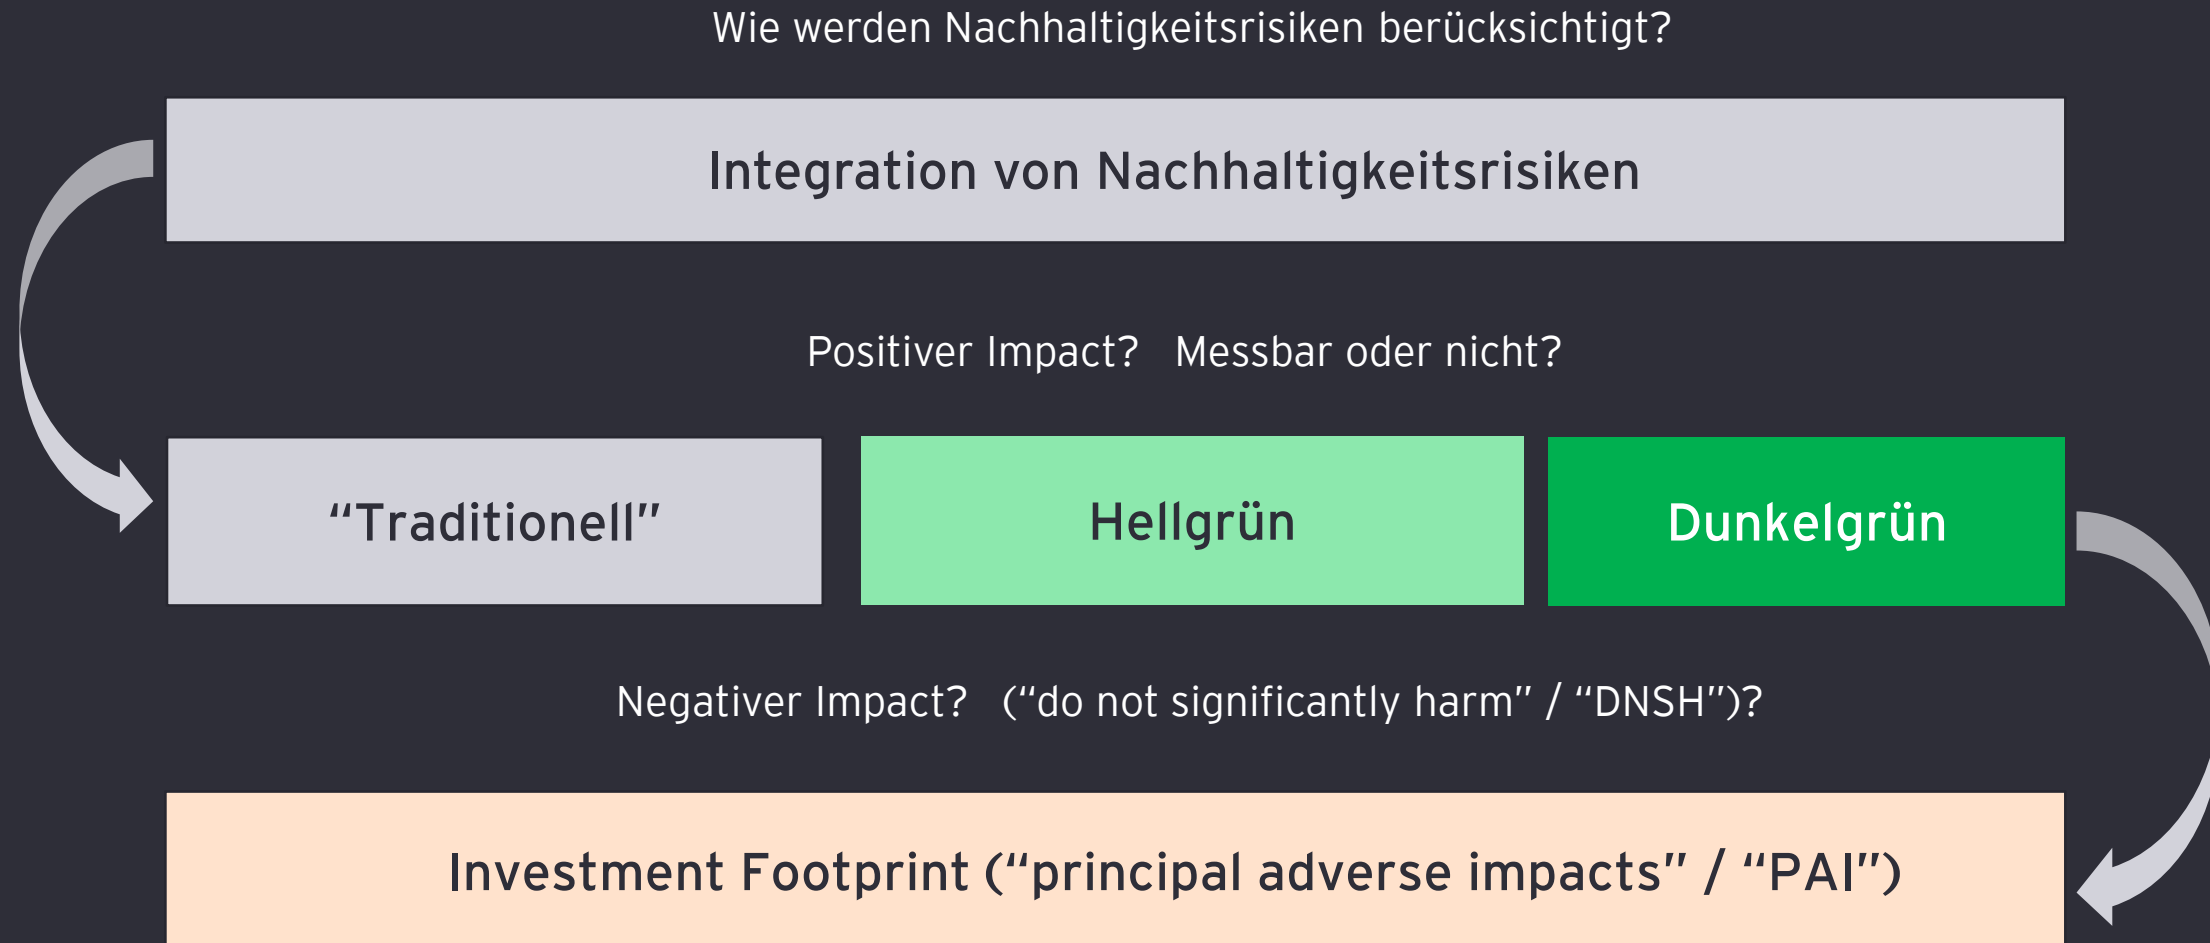 Wie werden Nachhaltigkeitsrisiken berücksichtigt?
Integration von Nachhaltigkeitsrisiken
Positiver Impact? Messbar oder nicht?
“Traditionell”
Hellgrün
Dunkelgrün
Negativer Impact? (“do not significantly harm” / “DNSH”)?
Investment Footprint (“principal adverse impacts” / “PAI”)